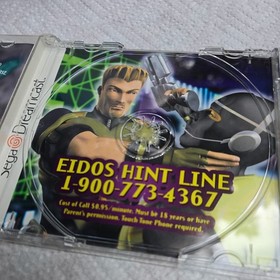 Sega Dreamcast
EIDOS HINT LINE
1-900-773-4367
Cost of Call $0.95/minute. Must be 18 years or have
Parent's permission. Touch Tone Phone required.